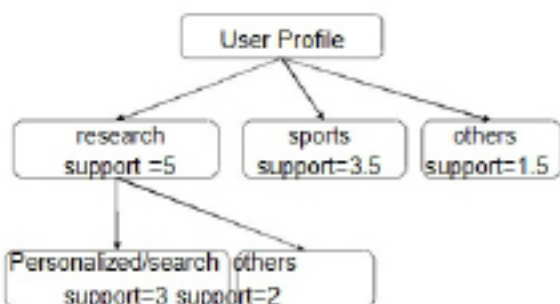 User Profile
research
support =5
sports
support=3.5
others
support=1.5
Personalized/search
support=3
others
support=2